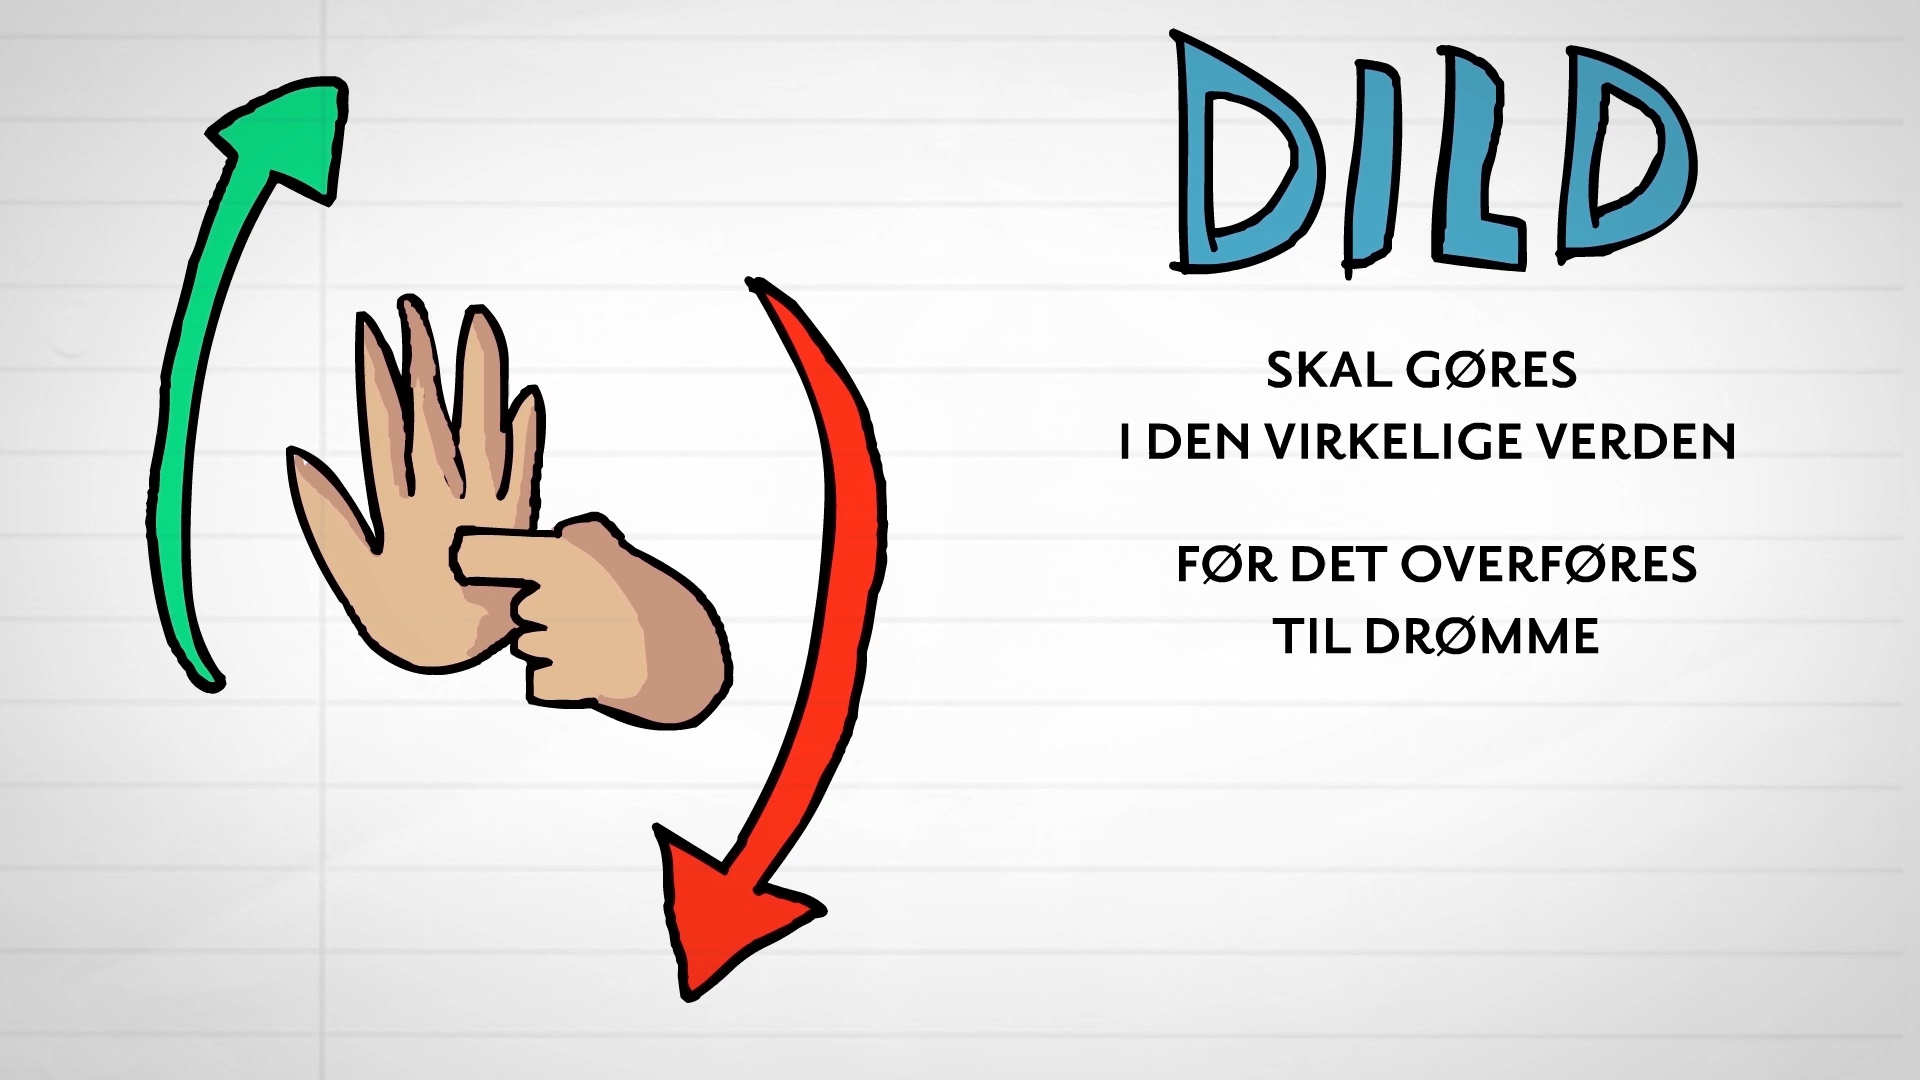 DILD
SKAL GØRES
I DEN VIRKELIGE VERDEN
FØR DET OVERFØRES
TIL DRØMME